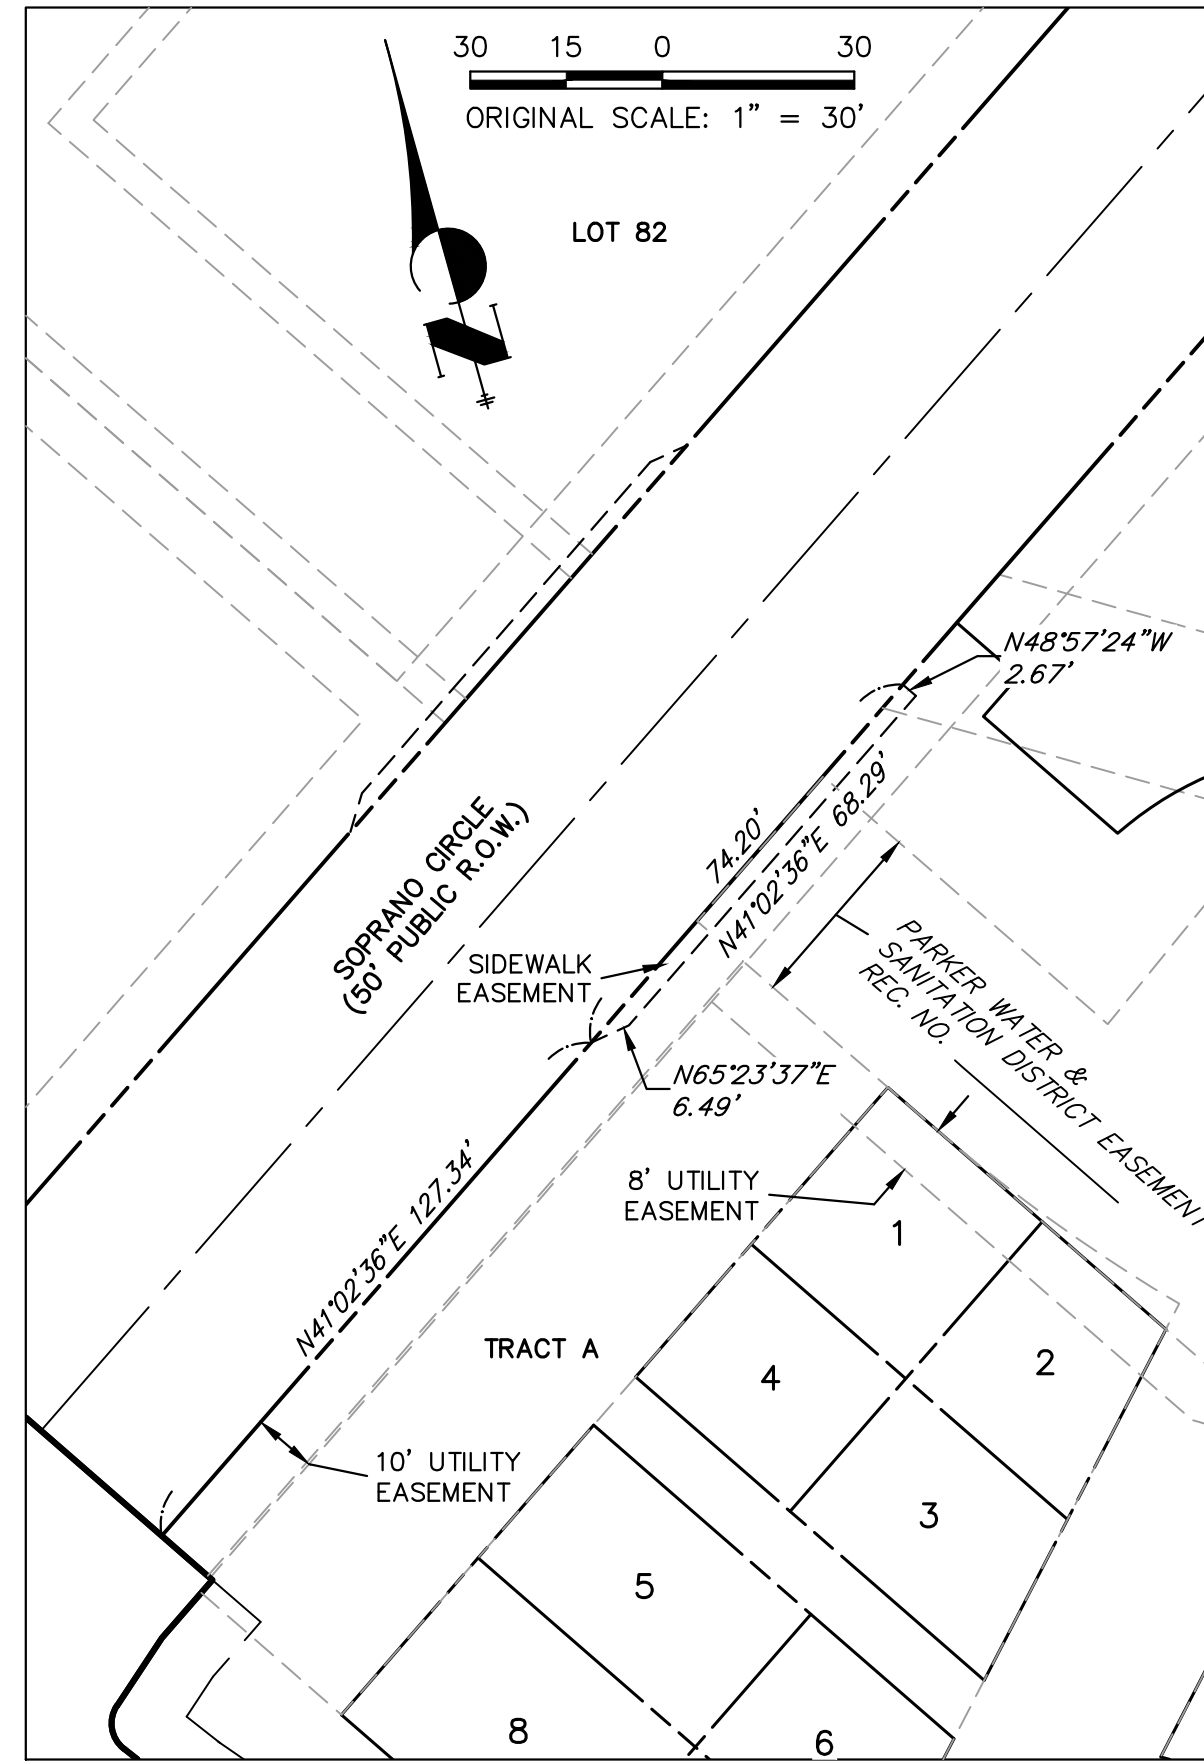 30 15 0 30
ORIGINAL SCALE: 1" = 30'
LOT 82
N48°57'24"W
2.67'
74.20'
N41°02'36"E 68.29'
SOPRANO CIRCLE
(50' PUBLIC R.O.W.)
SIDEWALK
EASEMENT
PARKER WATER &
SANITATION DISTRICT EASEMENT
REC. NO.
N65°23'37"E
6.49'
N41°02'36"E 127.34'
8' UTILITY
EASEMENT
1
2
TRACT A
4
10' UTILITY
EASEMENT
3
5
8
6